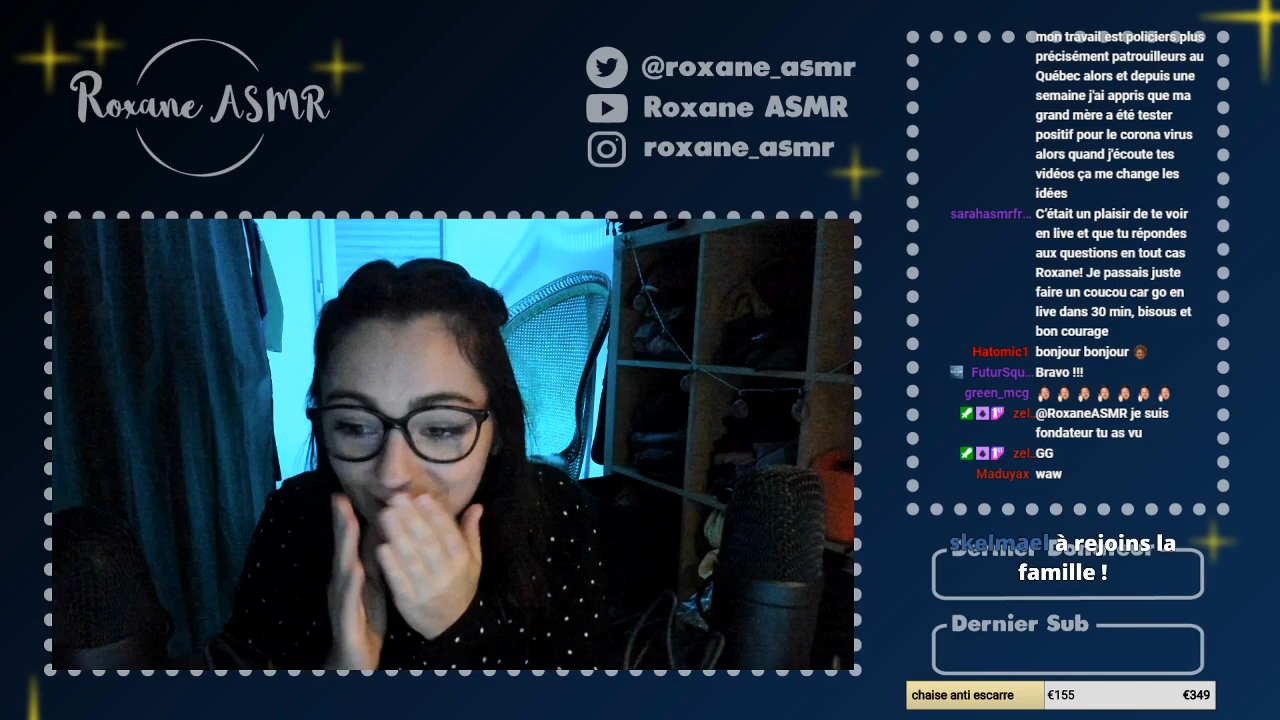 Roxane ASMR
@roxane_asmr
Roxane ASMR
roxane_asmr
mon travail est policiers plus
précisément patrouilleurs au
Québec alors et depuis une
semaine j'ai appris que ma
grand mère a été tester
positif pour le corona virus
alors quand j'écoute tes
vidéos ça me change les
idées
sarahasmrfr… C'était un plaisir de te voir
en live et que tu répondes
aux questions en tout cas
Roxane! Je passais juste
faire un coucou car go en
live dans 30 min, bisous et
bon courage
Hatomic1 bonjour bonjour
FuturSqu… Bravo !!!
green_mcg
zel… @RoxaneASMR je suis
fondateur tu as vu
zel… GG
Maduyax waw
skelmael à rejoins la
famille !
Dernier
Dernier Sub
chaise anti escarre €155 €349